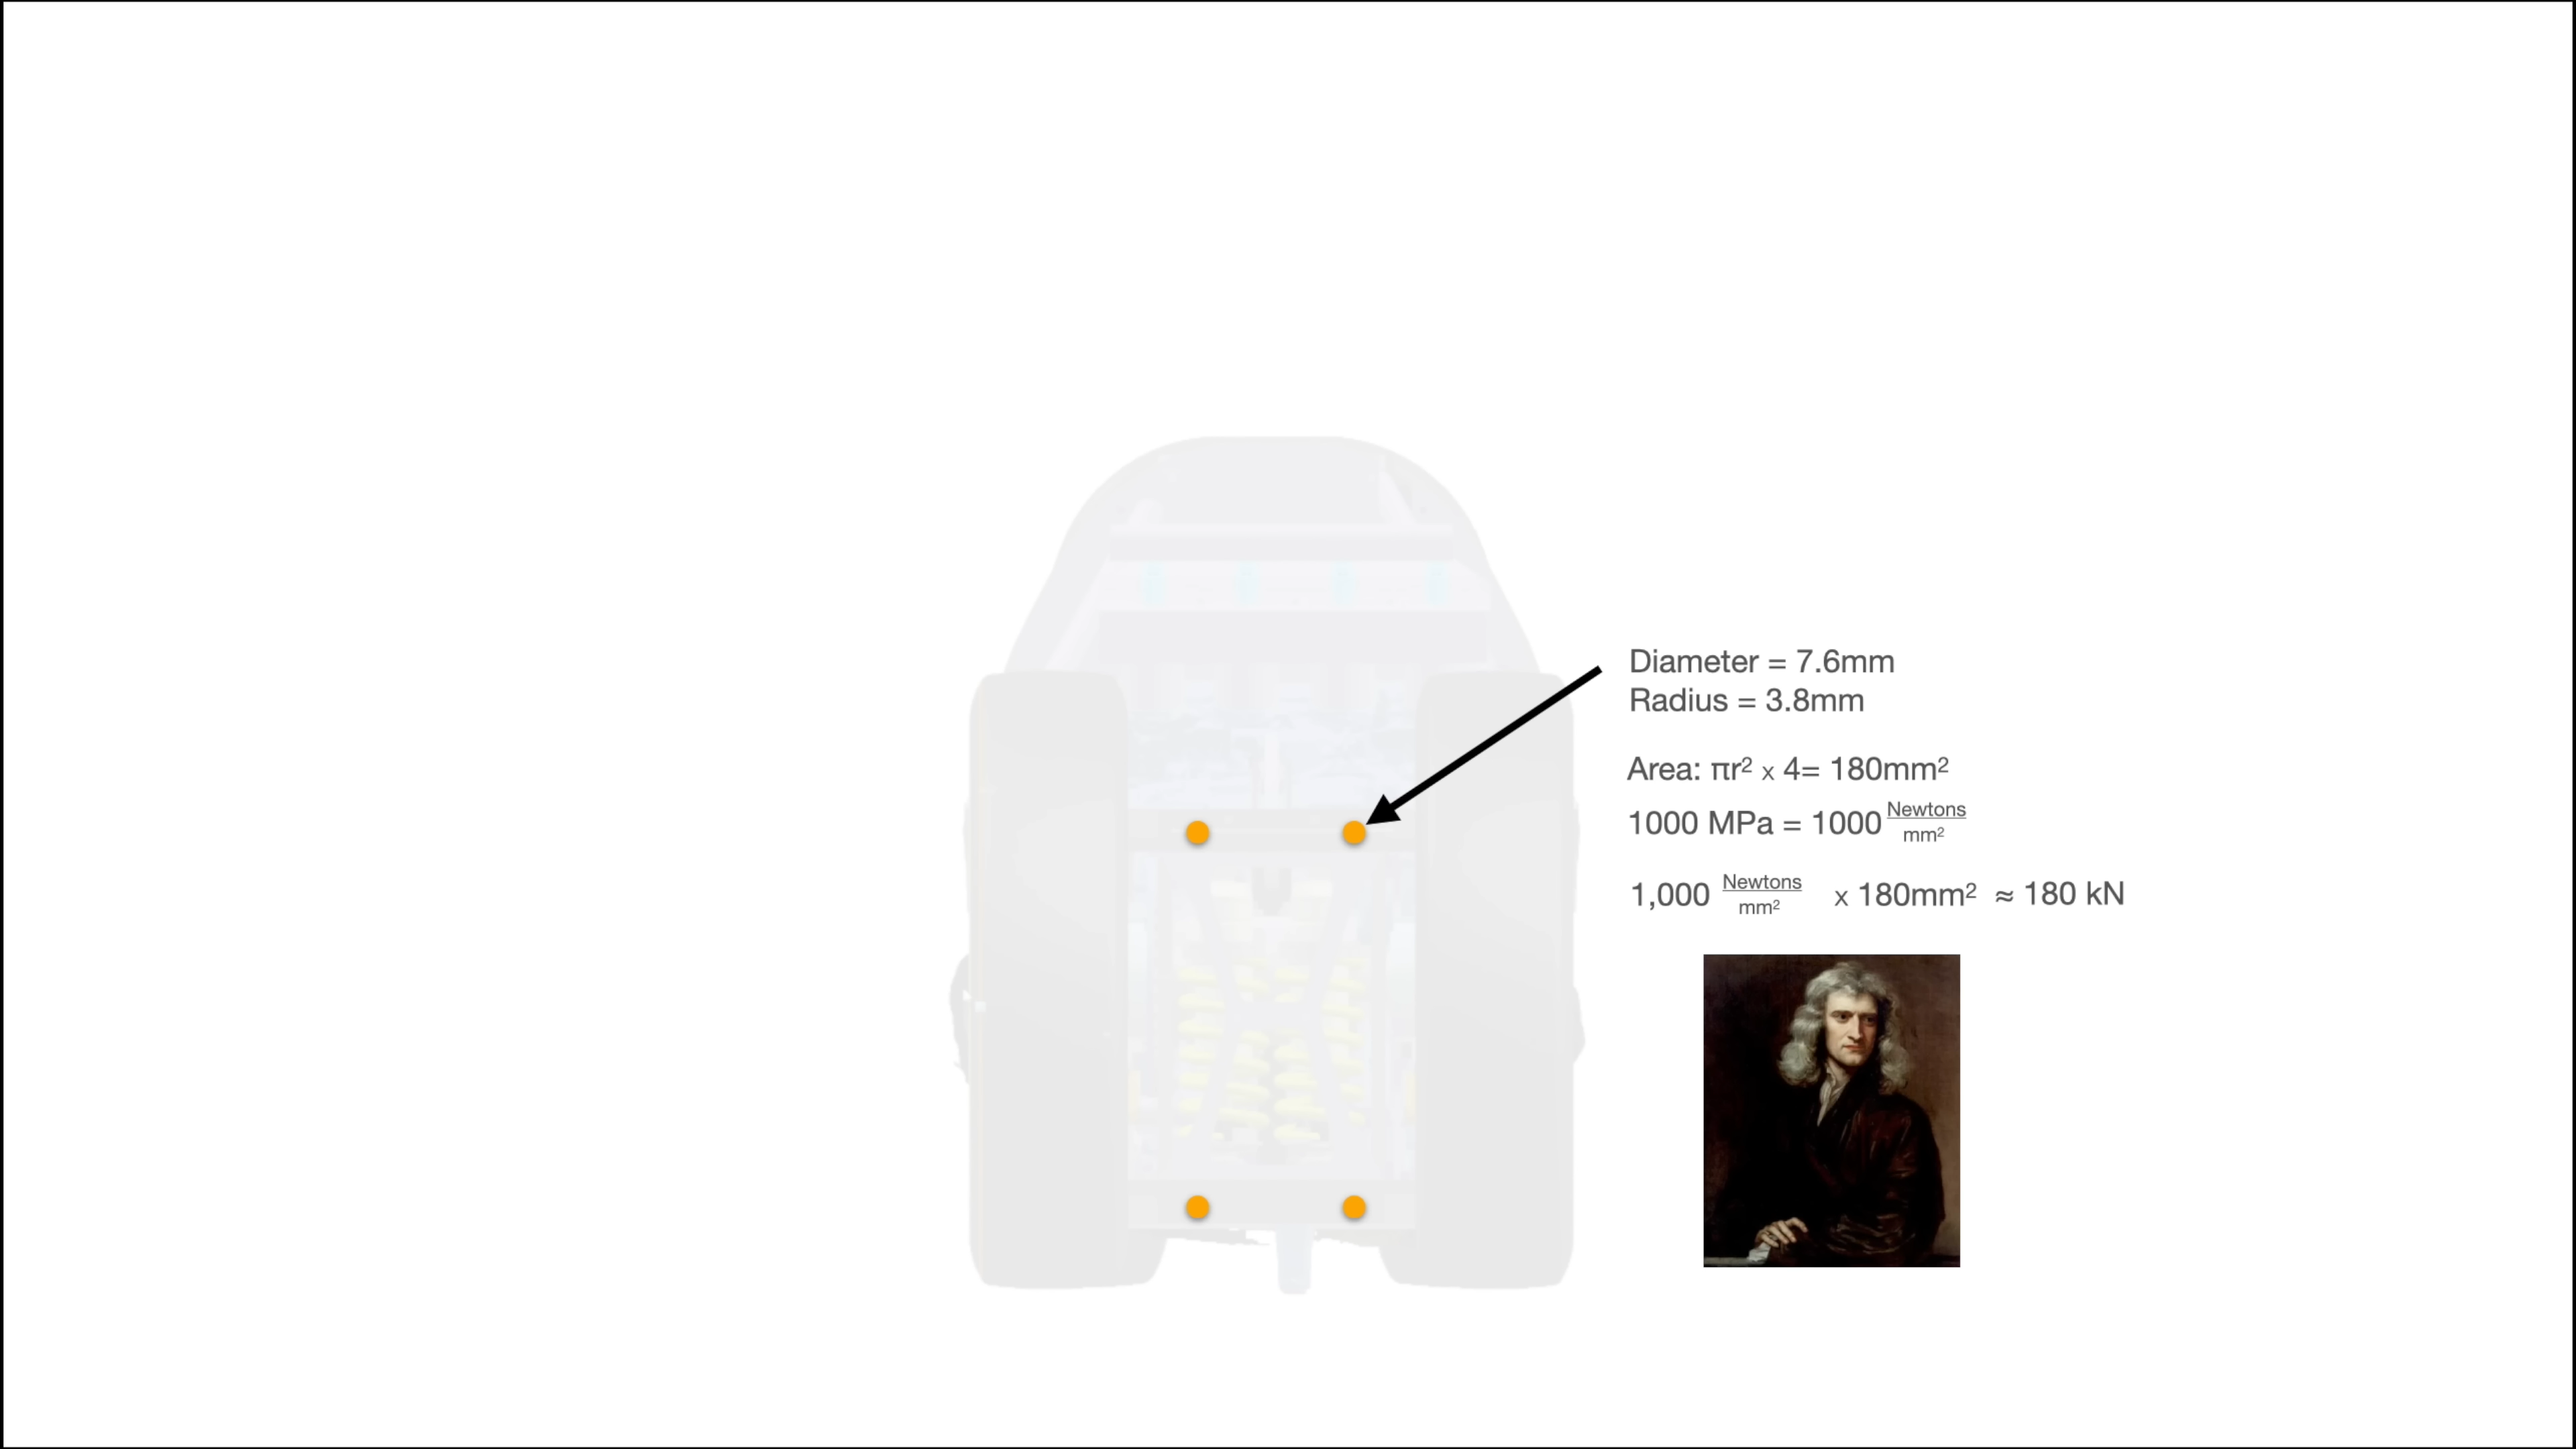 Diameter = 7.6mm
Radius = 3.8mm
Area: πr² x 4= 180mm²
1000 MPa = 1000 Newtons/mm²
1,000 Newtons/mm² x 180mm² ≈ 180 kN